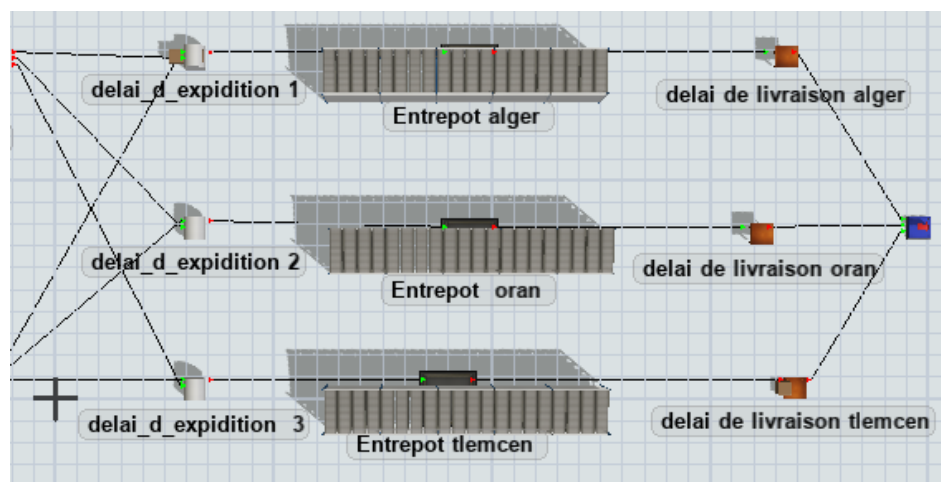 delai_d_expidition 1
Entrepot alger
delai de livraison alger
delai_d_expidition 2
Entrepot oran
delai de livraison oran
delai_d_expidition 3
Entrepot tlemcen
delai de livraison tlemcen